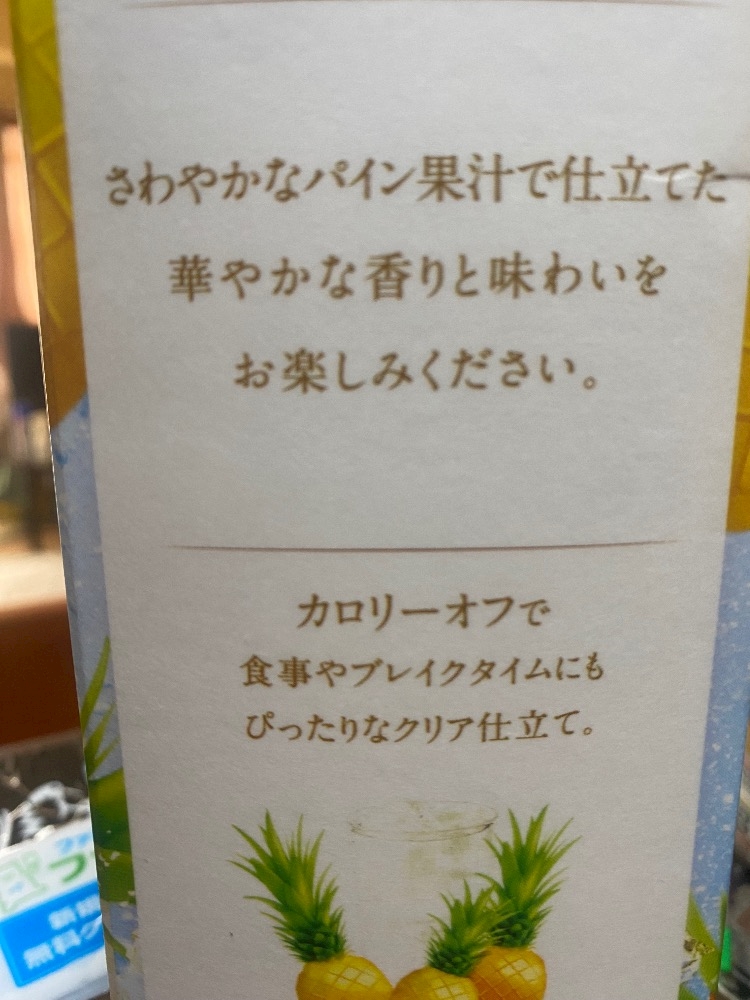 さわやかなパイン果汁で仕立てた
華やかな香りと味わいを
お楽しみください。
カロリーオフで
食事やブレイクタイムにも
ぴったりなクリア仕立て。